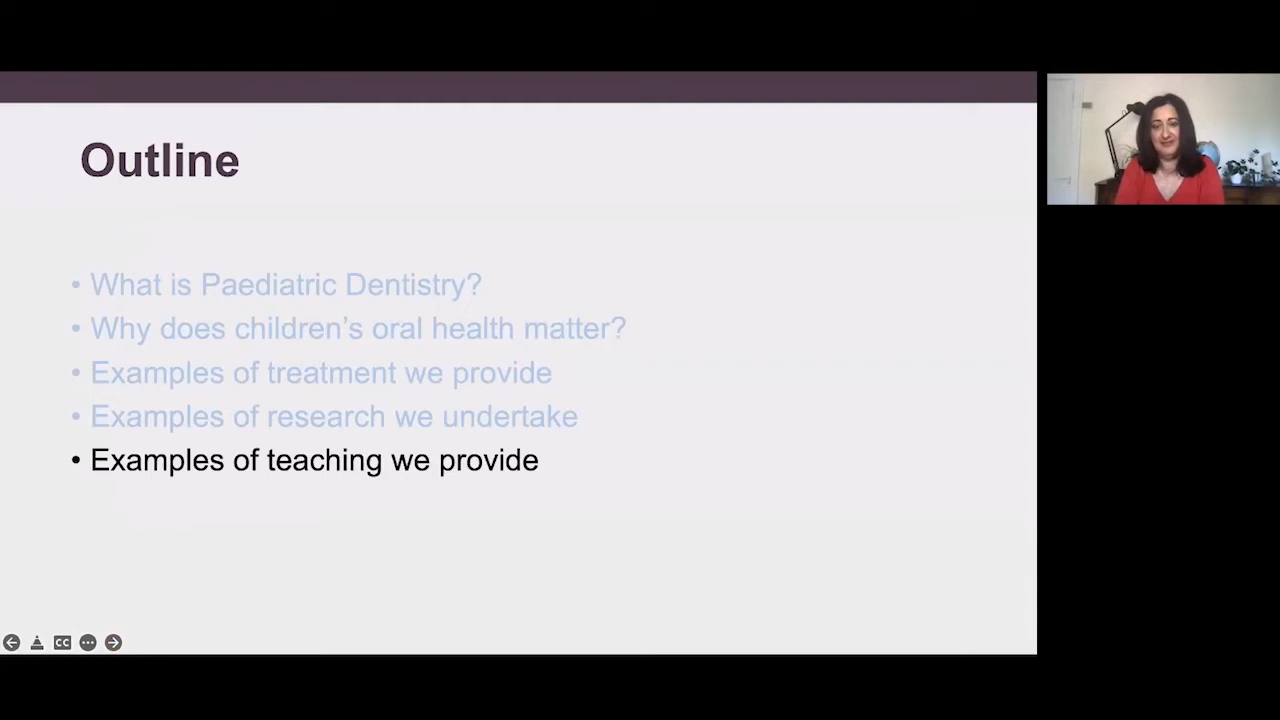 Outline
• What is Paediatric Dentistry?
• Why does children's oral health matter?
• Examples of treatment we provide
• Examples of research we undertake
• Examples of teaching we provide
CC